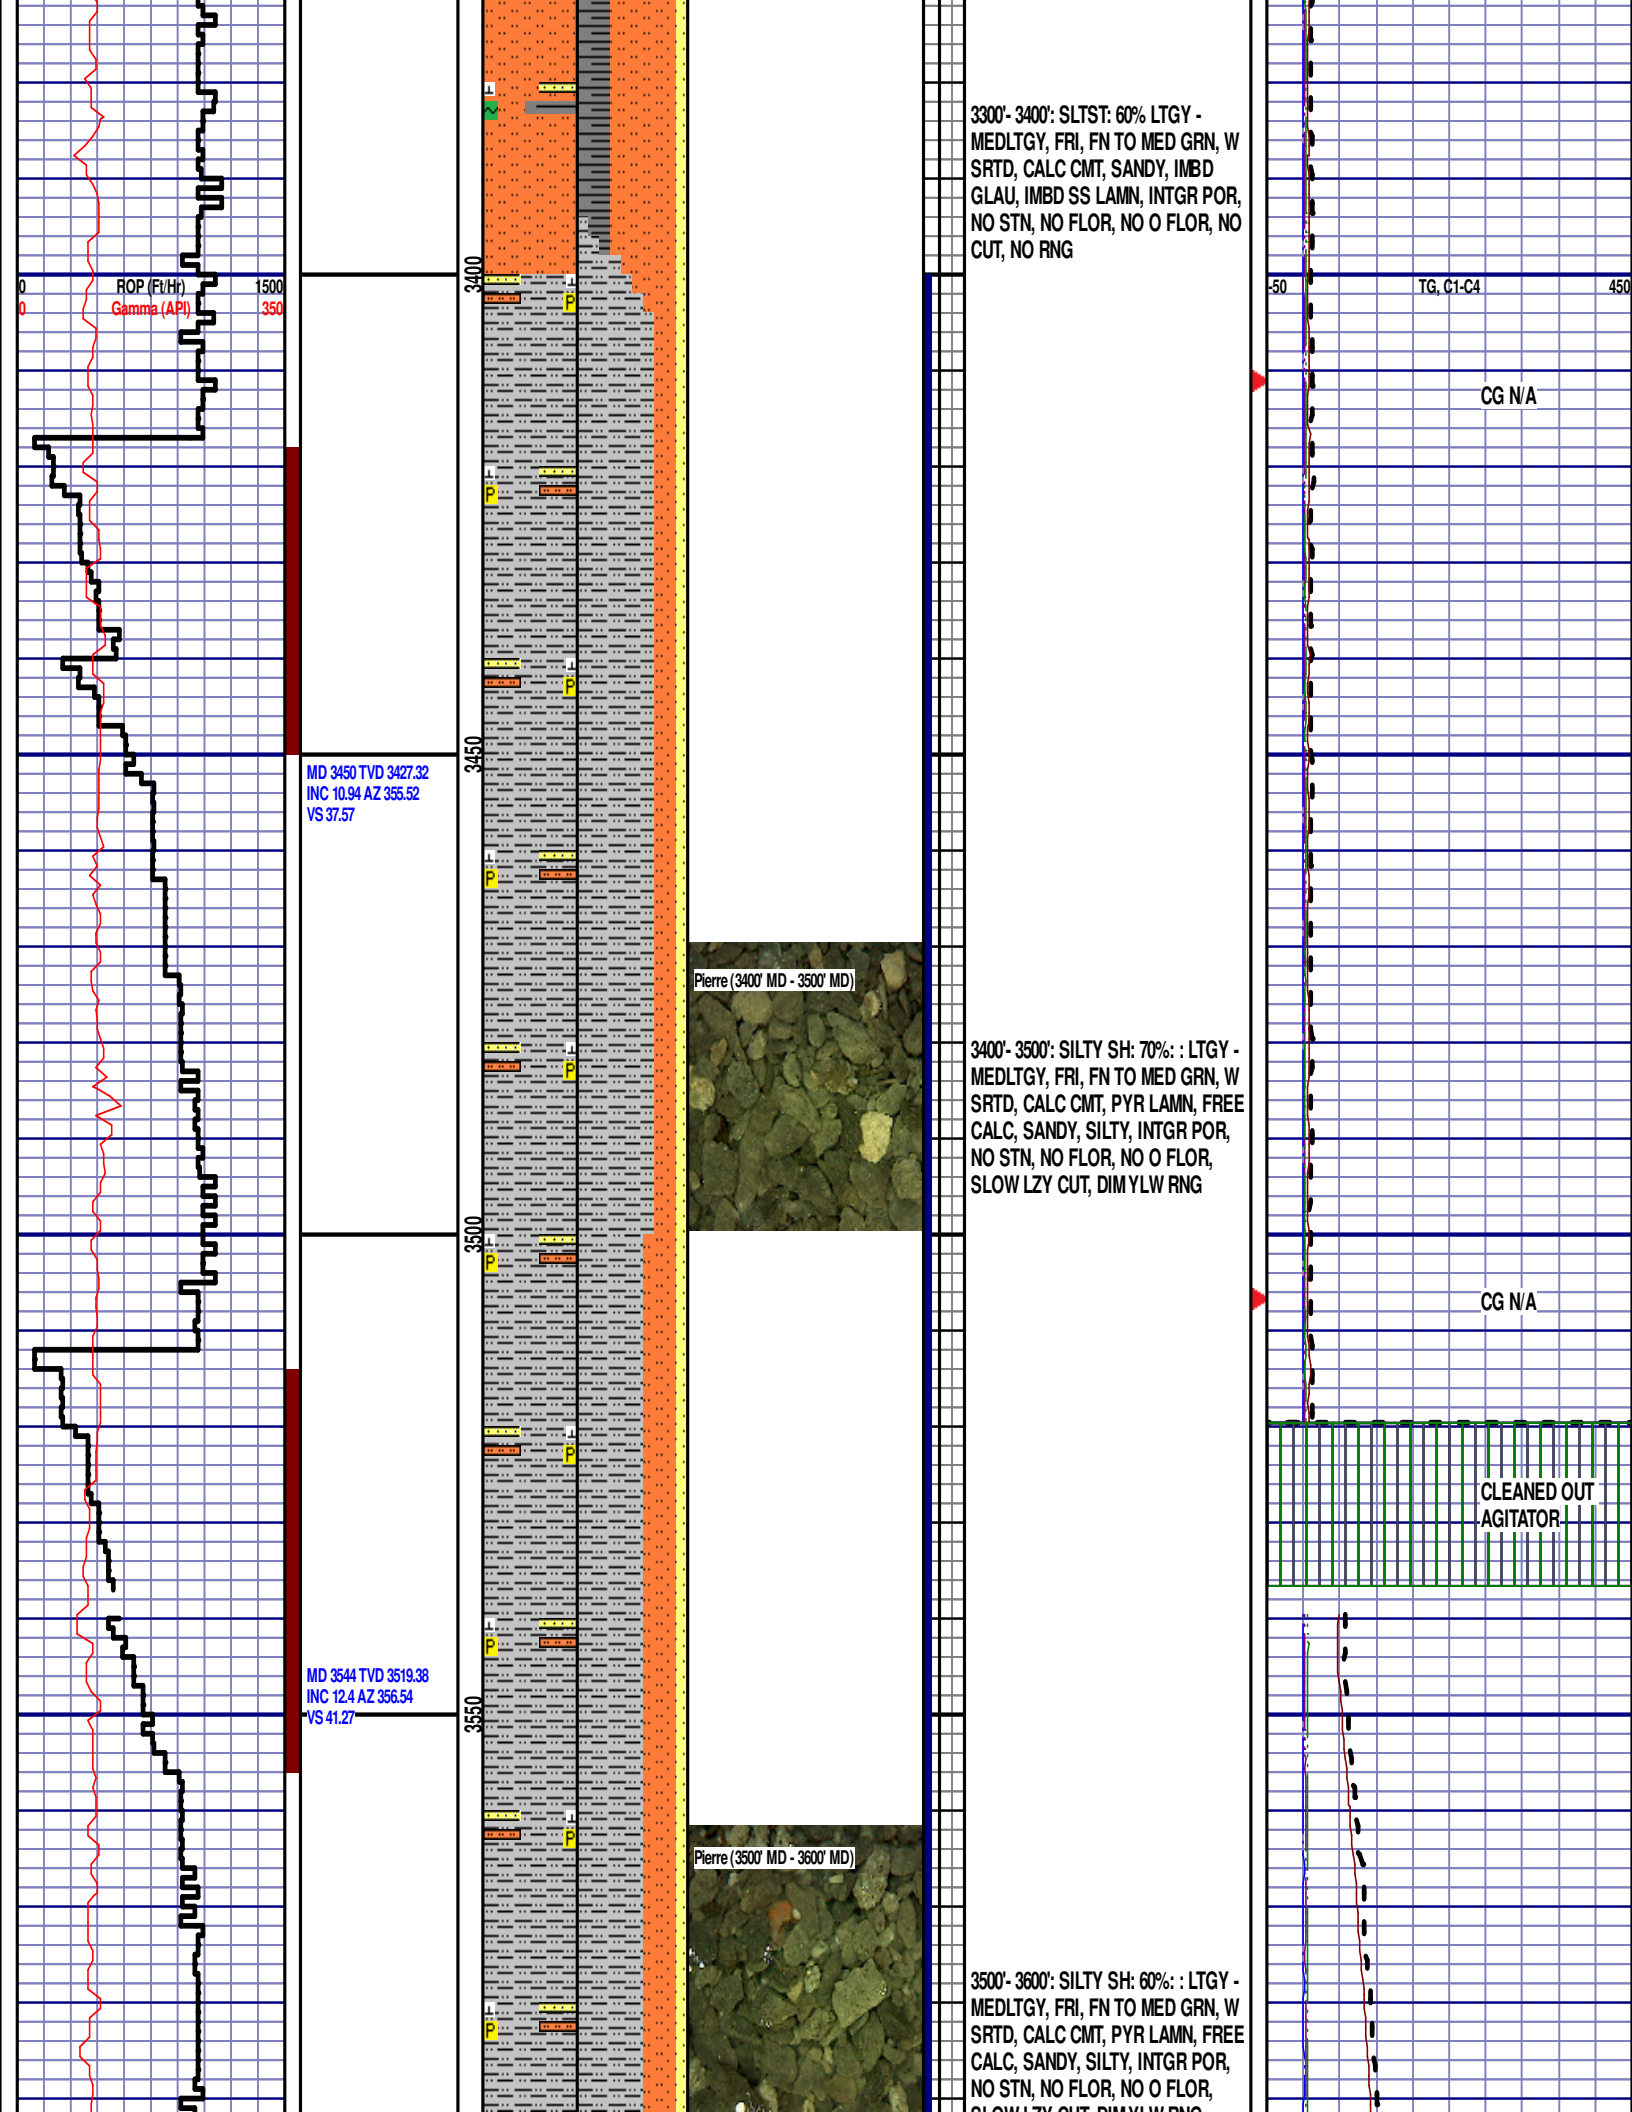 3300'- 3400': SLTST: 60% LTGY -
MEDLTGY, FRI, FN TO MED GRN, W
SRTD, CALC CMT, SANDY, IMBD
GLAU, IMBD SS LAMN, INTGR POR,
NO STN, NO FLOR, NO O FLOR, NO
CUT, NO RNG
3400
0 ROP (Ft/Hr) 1500
0 Gamma (API) 350
-50 TG, C1-C4 450
P
CG N/A
P
P
3450
MD 3450 TVD 3427.32
INC 10.94 AZ 355.52
VS 37.57
P
Pierre (3400' MD - 3500' MD)
3400'- 3500': SILTY SH: 70%: : LTGY -
MEDLTGY, FRI, FN TO MED GRN, W
SRTD, CALC CMT, PYR LAMN, FREE
CALC, SANDY, SILTY, INTGR POR,
NO STN, NO FLOR, NO O FLOR,
SLOW LZY CUT, DIM YLW RNG
P
3500
P
CG N/A
P
CLEANED OUT
AGITATOR
P
MD 3544 TVD 3519.38
INC 12.4 AZ 356.54
VS 41.27
3550
P
Pierre (3500' MD - 3600' MD)
3500'- 3600': SILTY SH: 60%: : LTGY -
MEDLTGY, FRI, FN TO MED GRN, W
SRTD, CALC CMT, PYR LAMN, FREE
CALC, SANDY, SILTY, INTGR POR,
NO STN, NO FLOR, NO O FLOR,
SLOW LZY CUT, DIM YLW RNG
P